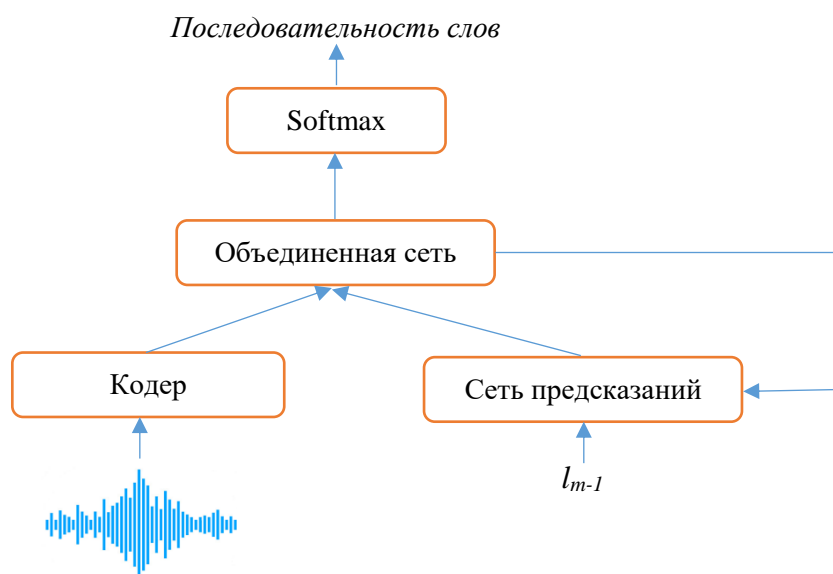 Последовательность слов
Softmax
Объединенная сеть
Кодер
Сеть предсказаний
lm-1